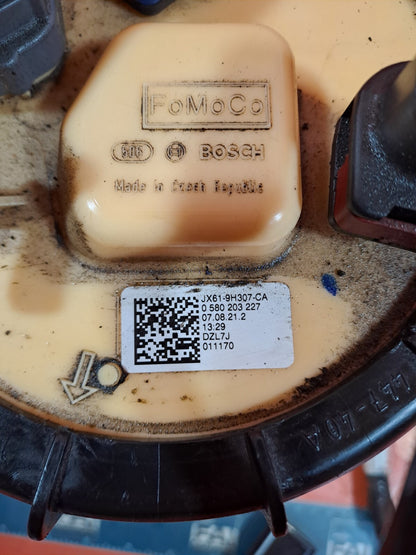 FoMoCo
BOSCH
Made in Czech Republic
JX61-9H307-CA
0 580 203 227
07.08.21.2
13:29
DZL7J
011170